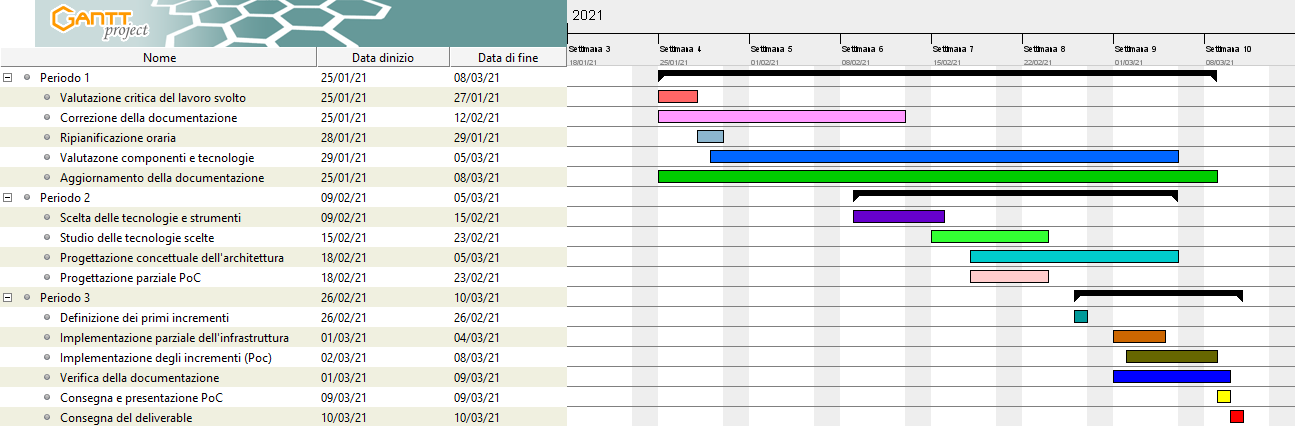 GANTT
project
2021
Settimana 3 Settimana 4 Settimana 5 Settimana 6 Settimana 7 Settimana 8 Settimana 9 Settimana 10
18/01/21 25/01/21 01/02/21 08/02/21 15/02/21 22/02/21 01/03/21 08/03/21
Nome Data dinizio Data di fine
Periodo 1 25/01/21 08/03/21
Valutazione critica del lavoro svolto 25/01/21 27/01/21
Correzione della documentazione 25/01/21 12/02/21
Ripianificazione oraria 28/01/21 29/01/21
Valutazone componenti e tecnologie 29/01/21 05/03/21
Aggiornamento della documentazione 25/01/21 08/03/21
Periodo 2 09/02/21 05/03/21
Scelta delle tecnologie e strumenti 09/02/21 15/02/21
Studio delle tecnologie scelte 15/02/21 23/02/21
Progettazione concettuale dell'architettura 18/02/21 05/03/21
Progettazione parziale PoC 18/02/21 23/02/21
Periodo 3 26/02/21 10/03/21
Definizione dei primi incrementi 26/02/21 26/02/21
Implementazione parziale dell'infrastruttura 01/03/21 04/03/21
Implementazione degli incrementi (Poc) 02/03/21 08/03/21
Verifica della documentazione 01/03/21 09/03/21
Consegna e presentazione PoC 09/03/21 09/03/21
Consegna del deliverable 10/03/21 10/03/21